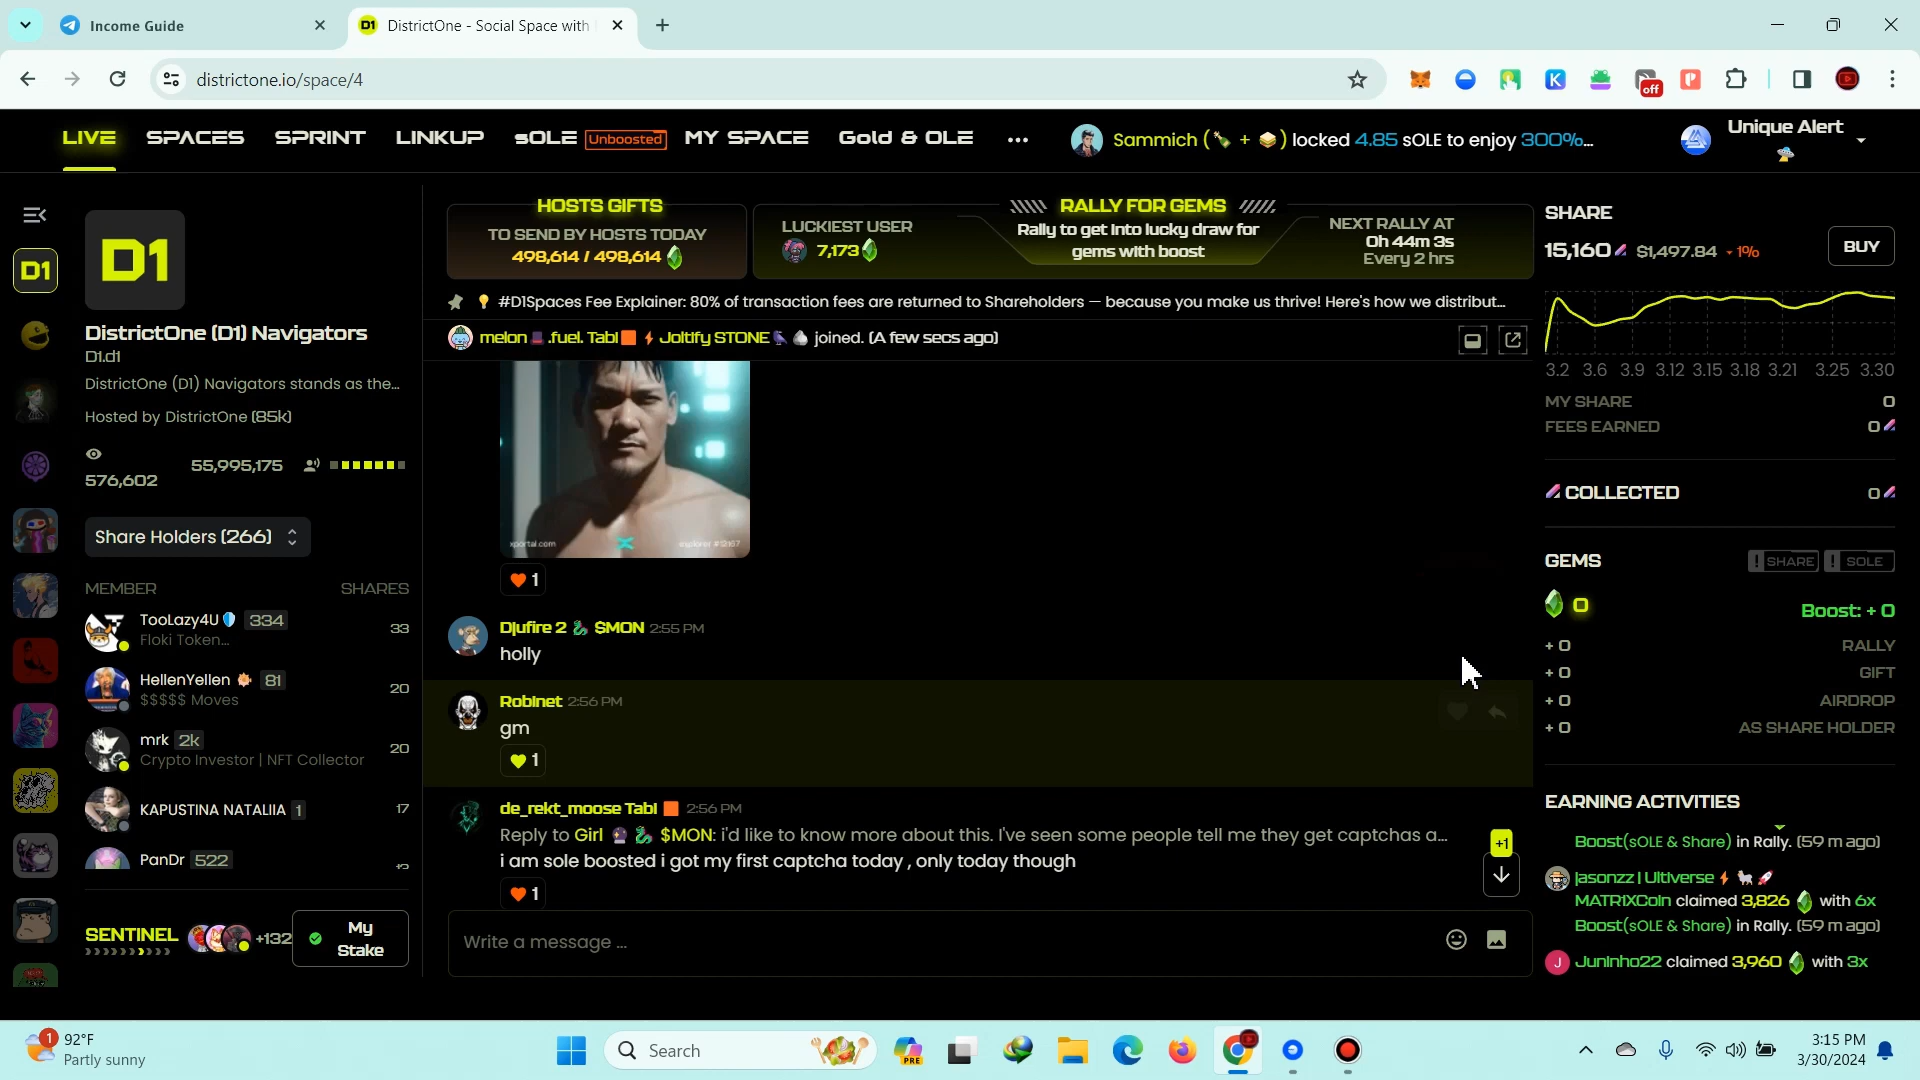 Income Guide
D1 DistrictOne - Social Space with
districtone.io/space/4
off
LIVE SPACES SPRINT LINKUP sOLE Unboosted MY SPACE Gold & OLE ...
Sammich ( + ) locked 4.85 sOLE to enjoy 300%...
Unique Alert
D1
D1
DistrictOne (D1) Navigators
D1.d1
DistrictOne (D1) Navigators stands as the...
Hosted by DistrictOne (85k)
576,602
55,995,175
Share Holders (266)
MEMBER SHARES
TooLazy4U 334
Floki Token...
33
HellenYellen 81
$$$$$ Moves
20
mrk 2k
Crypto Investor | NFT Collector
20
KAPUSTINA NATALIIA 1
17
PanDr 522
SENTINEL
+132
My
Stake
HOSTS GIFTS
TO SEND BY HOSTS TODAY
498,614 / 498,614
LUCKIEST USER
7,173
RALLY FOR GEMS
Rally to get into lucky draw for
gems with boost
NEXT RALLY AT
0h 44m 3s
Every 2 hrs
#D1Spaces Fee Explainer: 80% of transaction fees are returned to Shareholders — because you make us thrive! Here's how we distribut...
melon .fuel. Tabi Joltify STONE joined. (A few secs ago)
xportal.com
1
Djufire 2 $MON 2:55 PM
holly
Robinet 2:56 PM
gm
1
de_rekt_moose Tabi 2:56 PM
Reply to Girl $MON: i'd like to know more about this. I've seen some people tell me they get captchas a...
i am sole boosted i got my first captcha today , only today though
1
+1
Write a message ...
SHARE
15,160 $1,497.84 1%
BUY
3.2 3.6 3.9 3.12 3.15 3.18 3.21 3.25 3.30
MY SHARE 0
FEES EARNED 0
COLLECTED 0
GEMS ! SHARE ! SOLE
0 Boost: + 0
+ 0 RALLY
+ 0 GIFT
+ 0 AIRDROP
+ 0 AS SHARE HOLDER
EARNING ACTIVITIES
Boost(sOLE & Share) in Rally. (59 m ago)
jasonzz | Ultiverse
MATR1XCoin claimed 3,826 with 6x
Boost(sOLE & Share) in Rally. (59 m ago)
J Juninho22 claimed 3,960 with 3x
1
92°F
Partly sunny
Search
PRE
3:15 PM
3/30/2024